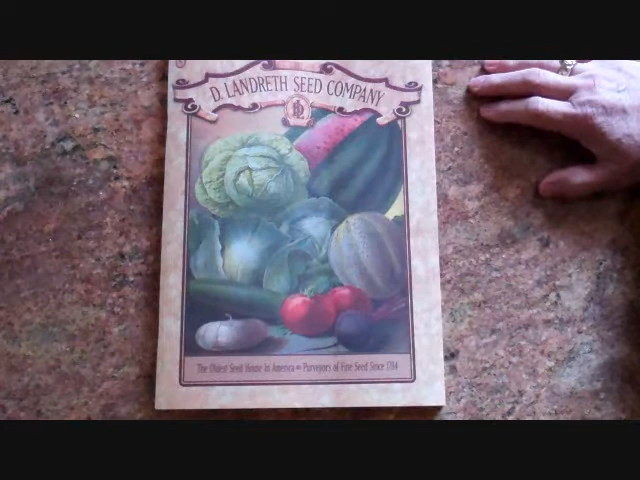 D. LANDRETH SEED COMPANY
The Oldest Seed House In America • Purveyors of Fine Seed Since 1784